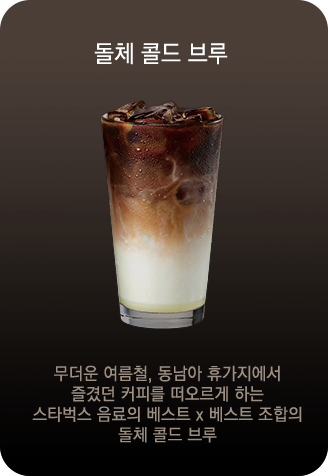 돌체 콜드 브루
무더운 여름철, 동남아 휴가지에서
즐겼던 커피를 떠오르게 하는
스타벅스 음료의 베스트 x 베스트 조합의
돌체 콜드 브루